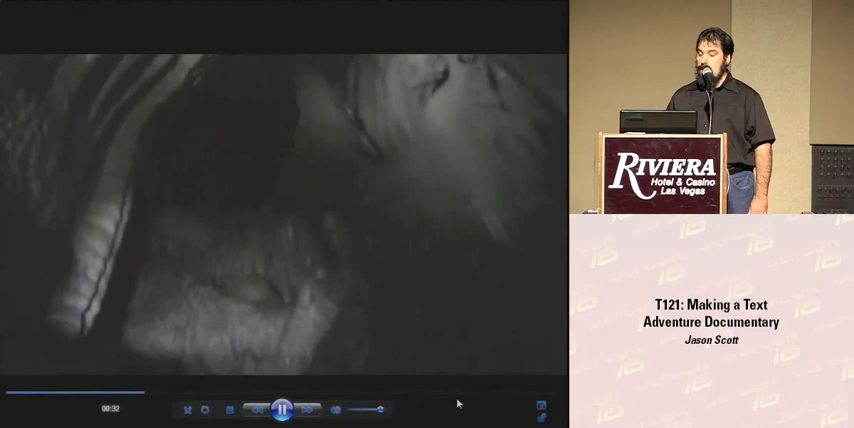 00:32
RIVIERA
Hotel & Casino
Las Vegas
T121: Making a Text
Adventure Documentary
Jason Scott